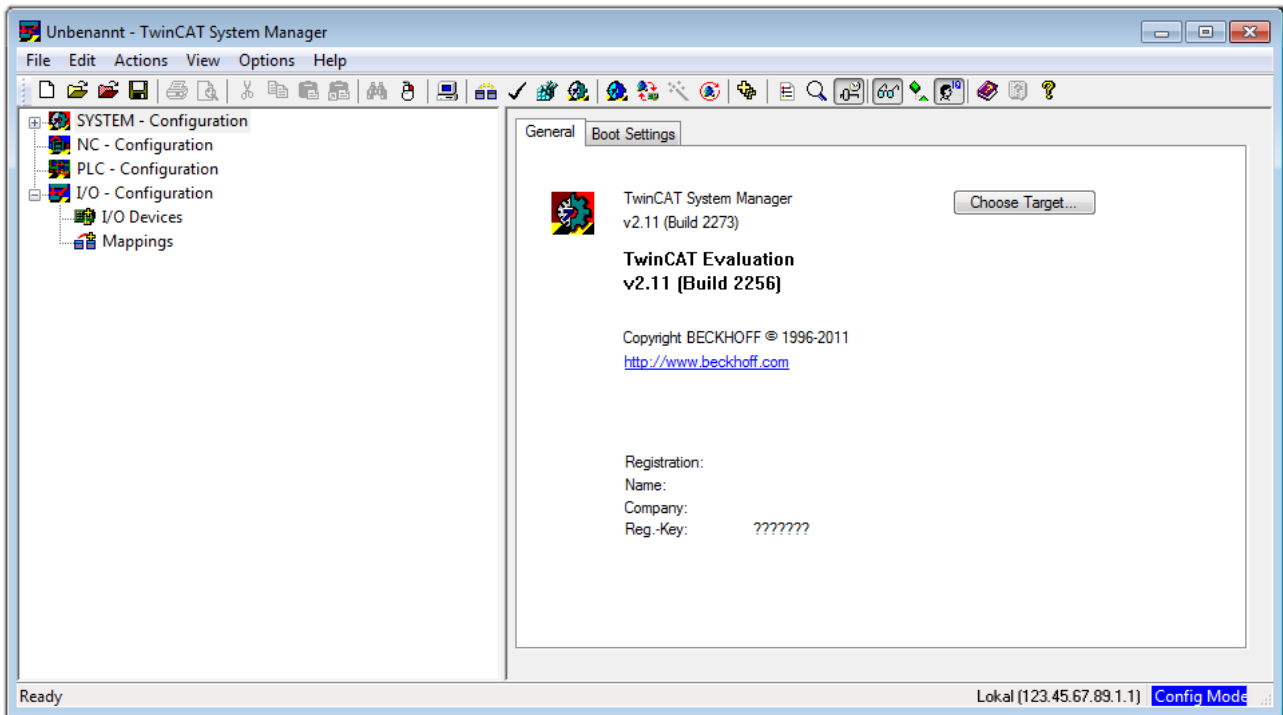 Unbenannt - TwinCAT System Manager
File Edit Actions View Options Help
SYSTEM - Configuration
NC - Configuration
PLC - Configuration
I/O - Configuration
I/O Devices
Mappings
General Boot Settings
TwinCAT System Manager
v2.11 (Build 2273)
Choose Target...
TwinCAT Evaluation
v2.11 (Build 2256)
Copyright BECKHOFF © 1996-2011
http://www.beckhoff.com
Registration:
Name:
Company:
Reg.-Key: ???????
Ready Lokal (123.45.67.89.1.1) Config Mode